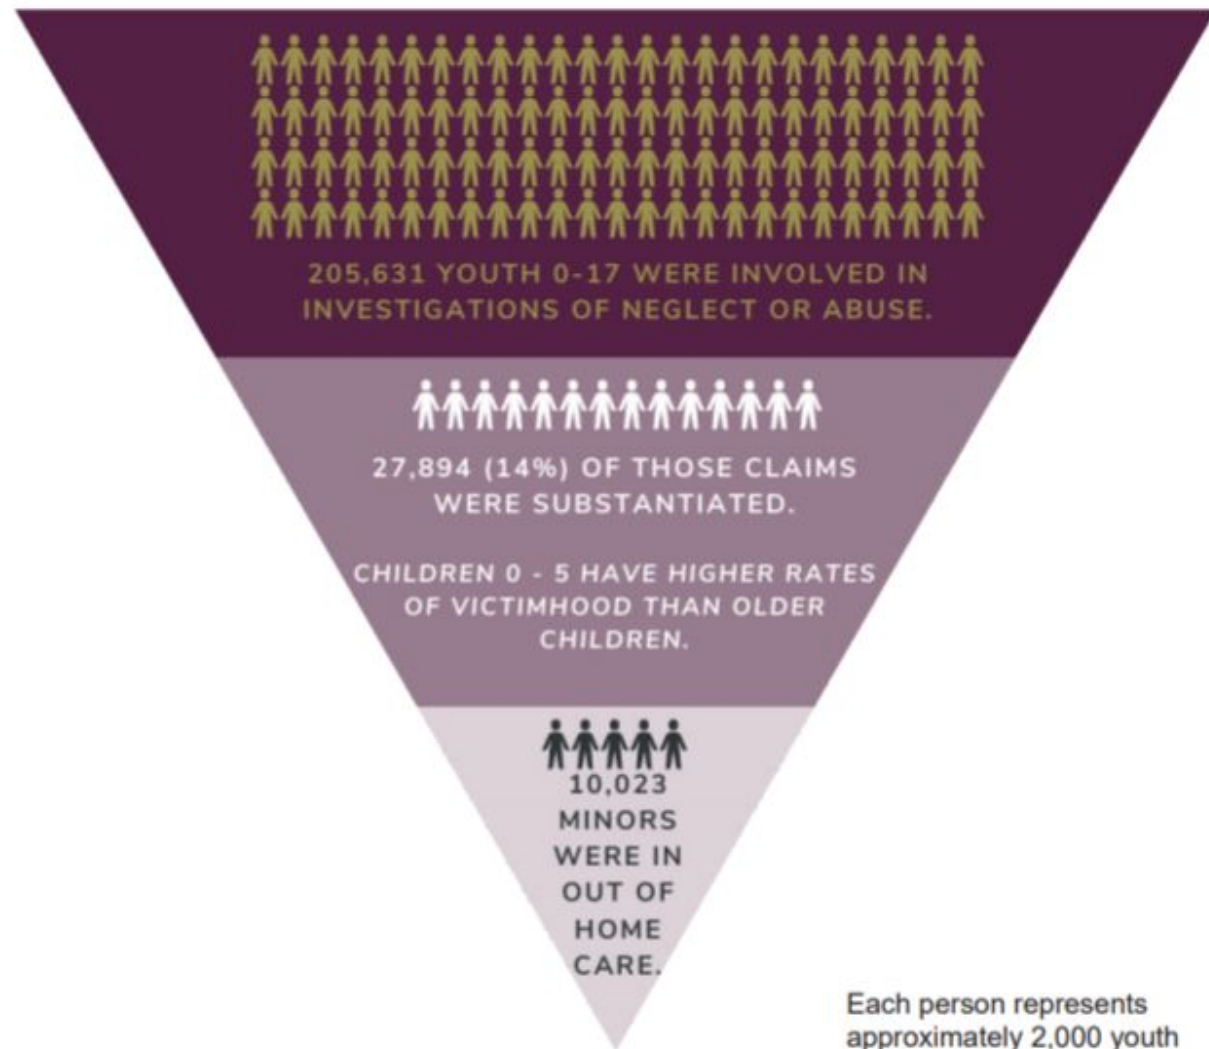 205,631 YOUTH 0-17 WERE INVOLVED IN
INVESTIGATIONS OF NEGLECT OR ABUSE.
27,894 (14%) OF THOSE CLAIMS
WERE SUBSTANTIATED.
CHILDREN 0 - 5 HAVE HIGHER RATES
OF VICTIMHOOD THAN OLDER
CHILDREN.
10,023
MINORS
WERE IN
OUT OF
HOME
CARE.
Each person represents
approximately 2,000 youth